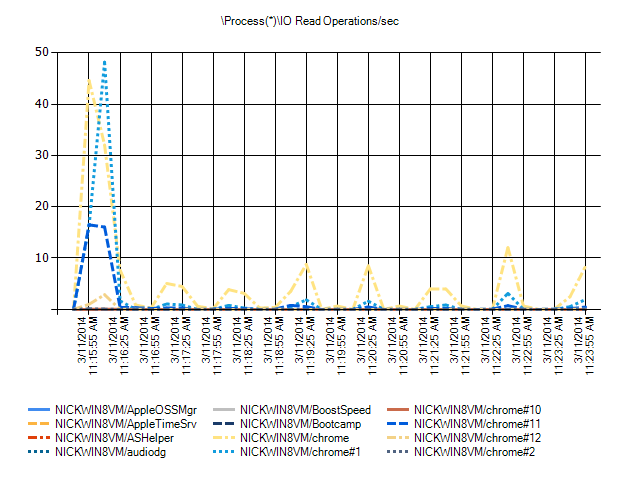 \Process(*)\IO Read Operations/sec
50
40
30
20
10
3/11/2014 11:15:55 AM
3/11/2014 11:16:25 AM
3/11/2014 11:16:55 AM
3/11/2014 11:17:25 AM
3/11/2014 11:17:55 AM
3/11/2014 11:18:25 AM
3/11/2014 11:18:55 AM
3/11/2014 11:19:25 AM
3/11/2014 11:19:55 AM
3/11/2014 11:20:25 AM
3/11/2014 11:20:55 AM
3/11/2014 11:21:25 AM
3/11/2014 11:21:55 AM
3/11/2014 11:22:25 AM
3/11/2014 11:22:55 AM
3/11/2014 11:23:25 AM
3/11/2014 11:23:55 AM
NICKWIN8VM/AppleOSSMgr
NICKWIN8VM/AppleTimeSrv
NICKWIN8VM/ASHelper
NICKWIN8VM/audiodg
NICKWIN8VM/BoostSpeed
NICKWIN8VM/Bootcamp
NICKWIN8VM/chrome
NICKWIN8VM/chrome#1
NICKWIN8VM/chrome#10
NICKWIN8VM/chrome#11
NICKWIN8VM/chrome#12
NICKWIN8VM/chrome#2